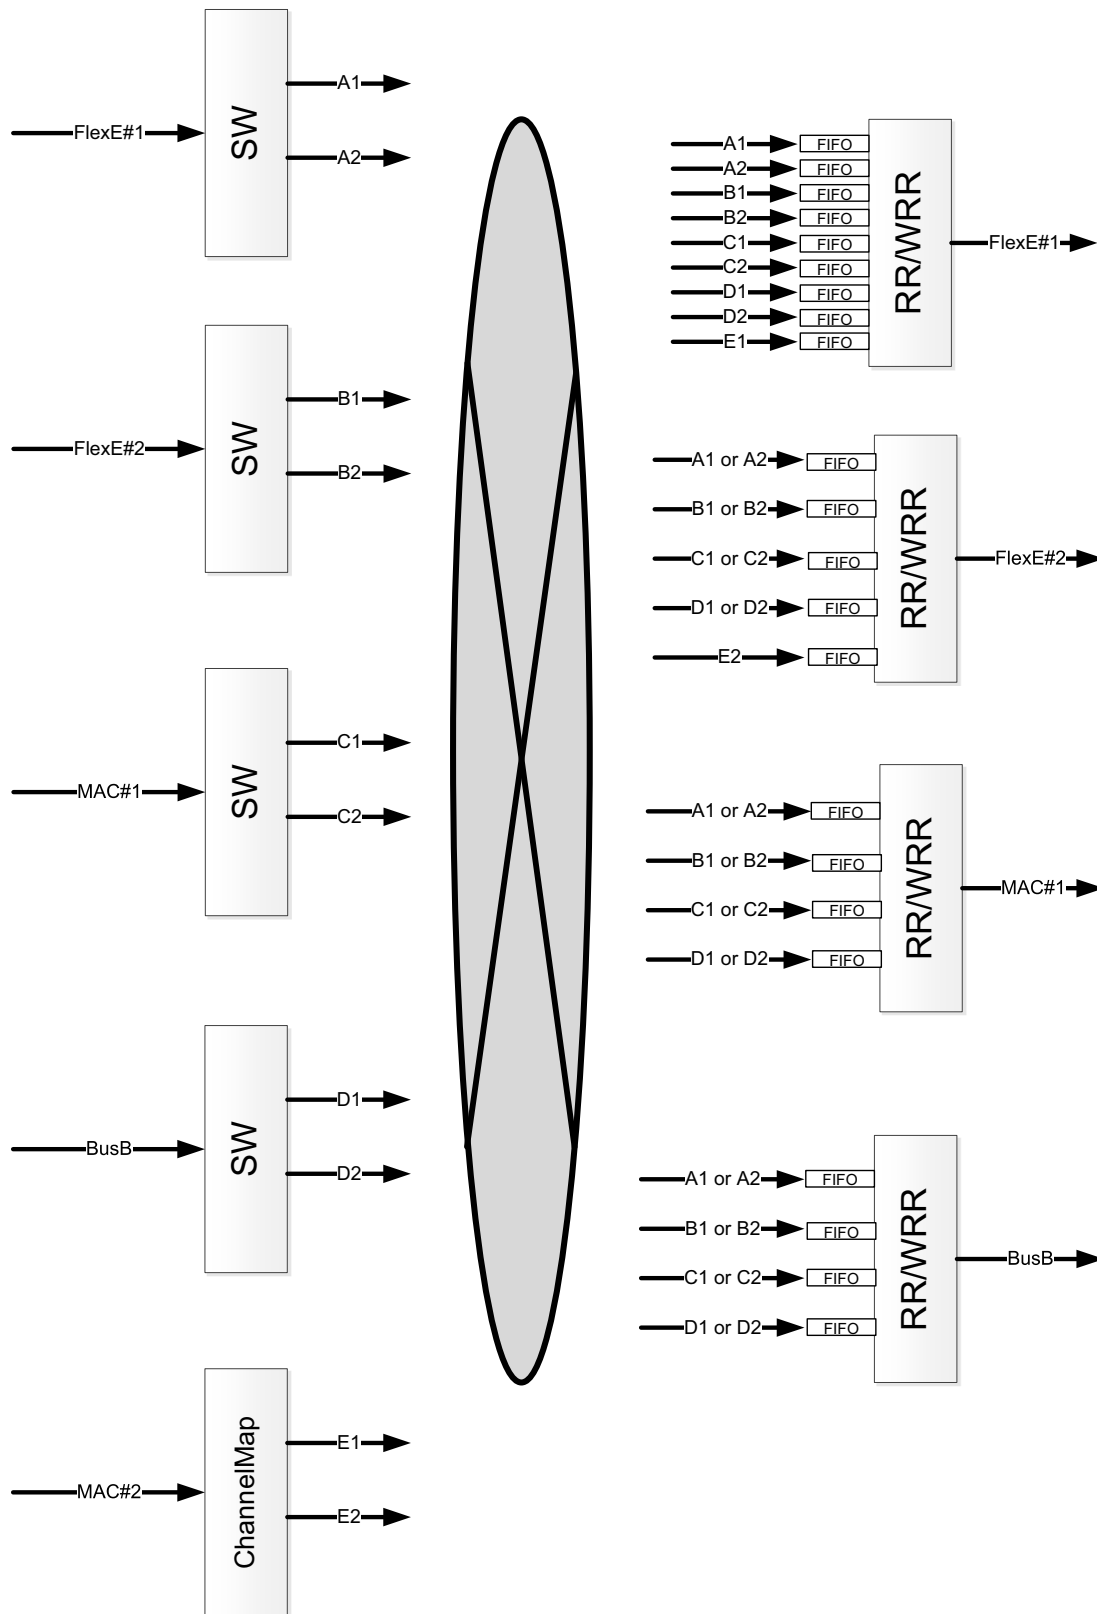 FlexE#1
SW
A1
A2
FlexE#2
SW
B1
B2
MAC#1
SW
C1
C2
BusB
SW
D1
D2
MAC#2
ChannelMap
E1
E2
A1 FIFO
A2 FIFO
B1 FIFO
B2 FIFO
C1 FIFO
C2 FIFO
D1 FIFO
D2 FIFO
E1 FIFO
RR/WRR
FlexE#1
A1 or A2 FIFO
B1 or B2 FIFO
C1 or C2 FIFO
D1 or D2 FIFO
E2 FIFO
RR/WRR
FlexE#2
A1 or A2 FIFO
B1 or B2 FIFO
C1 or C2 FIFO
D1 or D2 FIFO
RR/WRR
MAC#1
A1 or A2 FIFO
B1 or B2 FIFO
C1 or C2 FIFO
D1 or D2 FIFO
RR/WRR
BusB